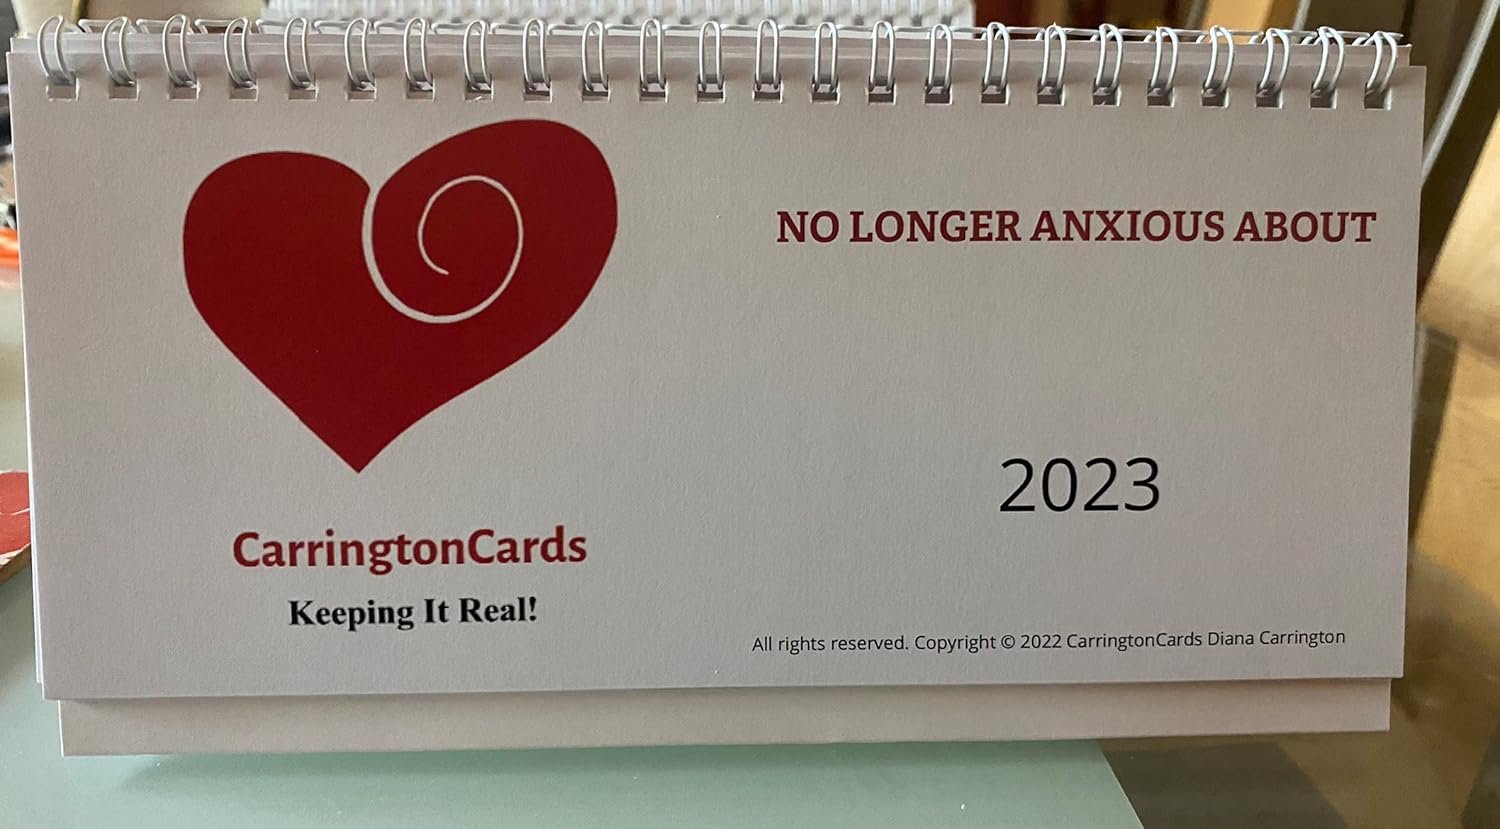 NO LONGER ANXIOUS ABOUT
2023
CarringtonCards
Keeping It Real!
All rights reserved. Copyright © 2022 CarringtonCards Diana Carrington